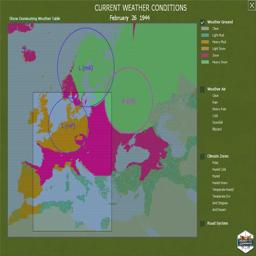 CURRENT WEATHER CONDITIONS
Show Dominating Weather Table
February 26 1944
Weather Ground
Clear
Light Mud
Heavy Mud
Light Snow
Snow
Heavy Snow
Weather Air
Clear
Rain
Heavy Rain
Cold
Snowfall
Blizzard
Climate Zones
Polar
Humid Cold
Humid
Humid Warm
Temperate Humid
Temperate Dry
Arid Steppes
Arid Desert
Road System